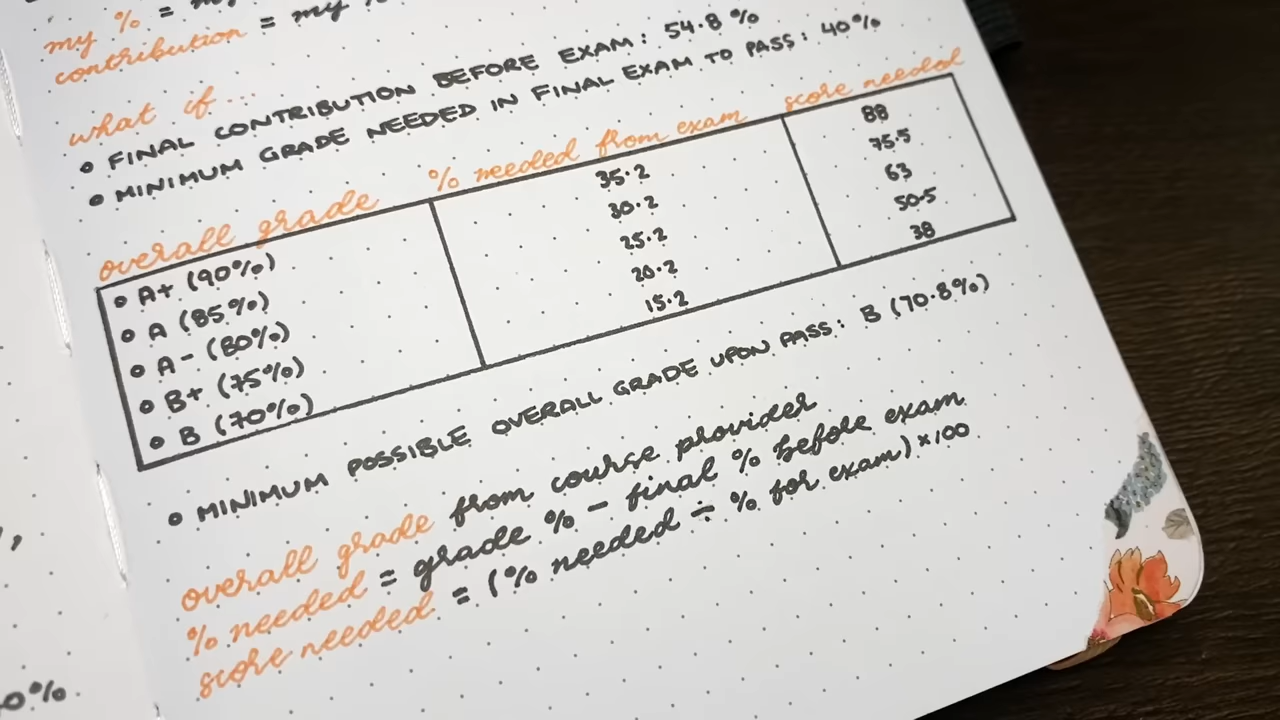 my % =
contribution = my %
what if...
• FINAL CONTRIBUTION BEFORE EXAM: 54.8 %
• MINIMUM GRADE NEEDED IN FINAL EXAM TO PASS: 40%
overall grade % needed from exam score needed
• A+ (90%) 35.2 88
• A (85%) 30.2 75.5
• A- (80%) 25.2 63
• B+ (75%) 20.2 50.5
• B (70%) 15.2 38
• MINIMUM POSSIBLE OVERALL GRADE UPON PASS: B (70.8%)
overall grade from course provider
% needed = grade % - final % before exam
score needed = (% needed ÷ % for exam) ×100
0%